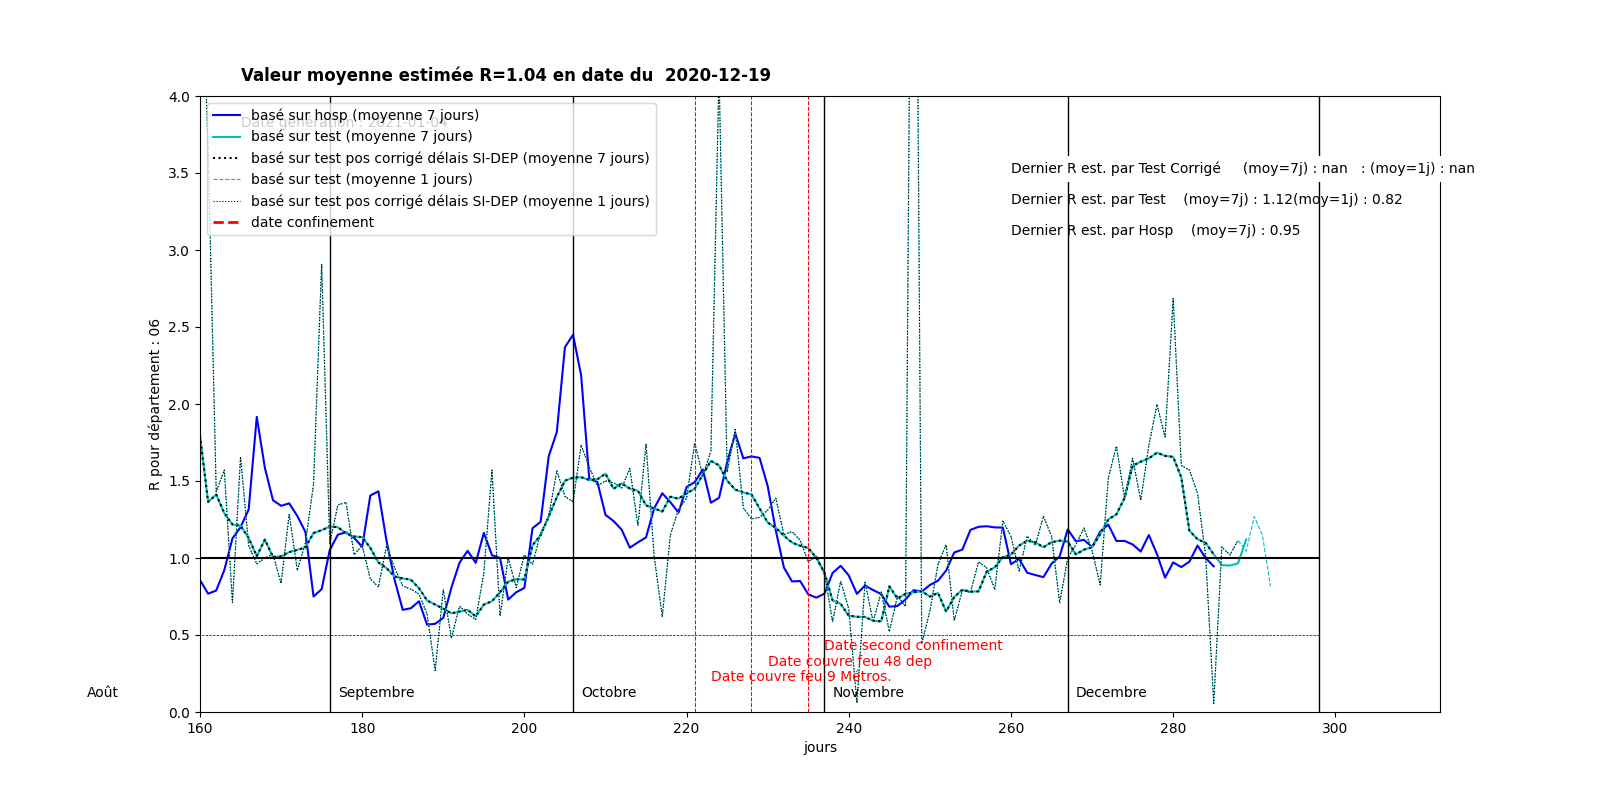 Valeur moyenne estimée R=1.04 en date du  2020-12-19
Date génération : 2021-01-04
basé sur hosp (moyenne 7 jours)
basé sur test (moyenne 7 jours)
basé sur test pos corrigé délais SI-DEP (moyenne 7 jours)
basé sur test (moyenne 1 jours)
basé sur test pos corrigé délais SI-DEP (moyenne 1 jours)
date confinement
Dernier R est. par Test Corrigé     (moy=7j) : nan   : (moy=1j) : nan
Dernier R est. par Test    (moy=7j) : 1.12(moy=1j) : 0.82
Dernier R est. par Hosp    (moy=7j) : 0.95
R pour département : 06
4.0
3.5
3.0
2.5
2.0
1.5
1.0
0.5
0.0
Date second confinement
Date couvre feu 48 dep
Date couvre feu 9 Métros.
Août Septembre Octobre Novembre Decembre
160 180 200 220 240 260 280 300
jours